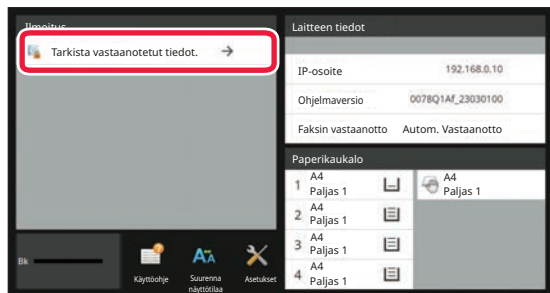 Ilmoitus
Tarkista vastaanotetut tiedot.
Bk
Käyttöohje
Suurenna
näyttötilaa
Asetukset
Laitteen tiedot
IP-osoite 192.168.0.10
Ohjelmaversio 0078Q1Af_23030100
Faksin vastaanotto Autom. Vastaanotto
Paperikaukalo
1 A4
Paljas 1
A4
Paljas 1
2 A4
Paljas 1
3 A4
Paljas 1
4 A4
Paljas 1